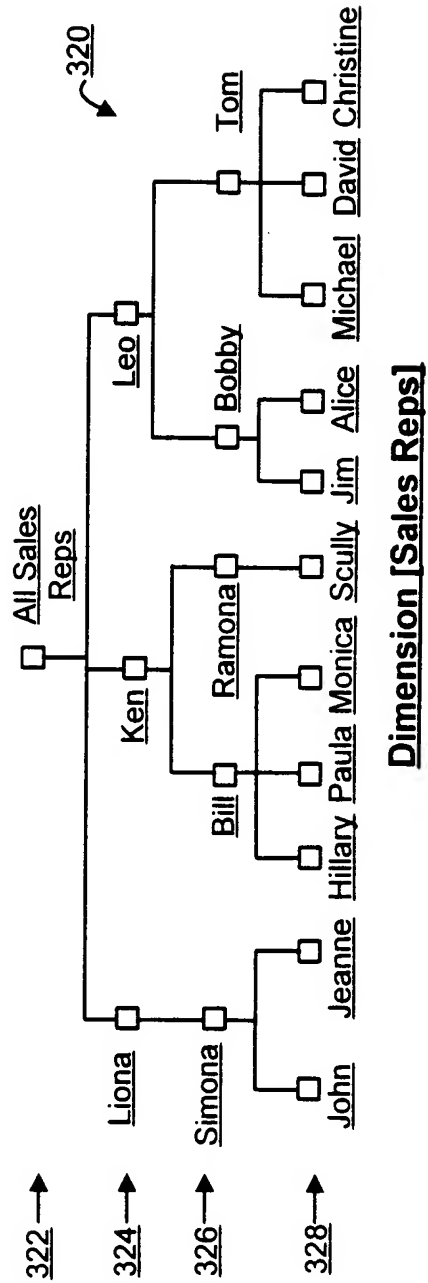 320
322
All Sales
Reps
324
Liona
Ken
Leo
326
Simona
Bill
Ramona
Bobby
Tom
328
John
Jeanne
Hillary
Paula
Monica
Scully
Jim
Alice
Michael
David
Christine
Dimension [Sales Reps]